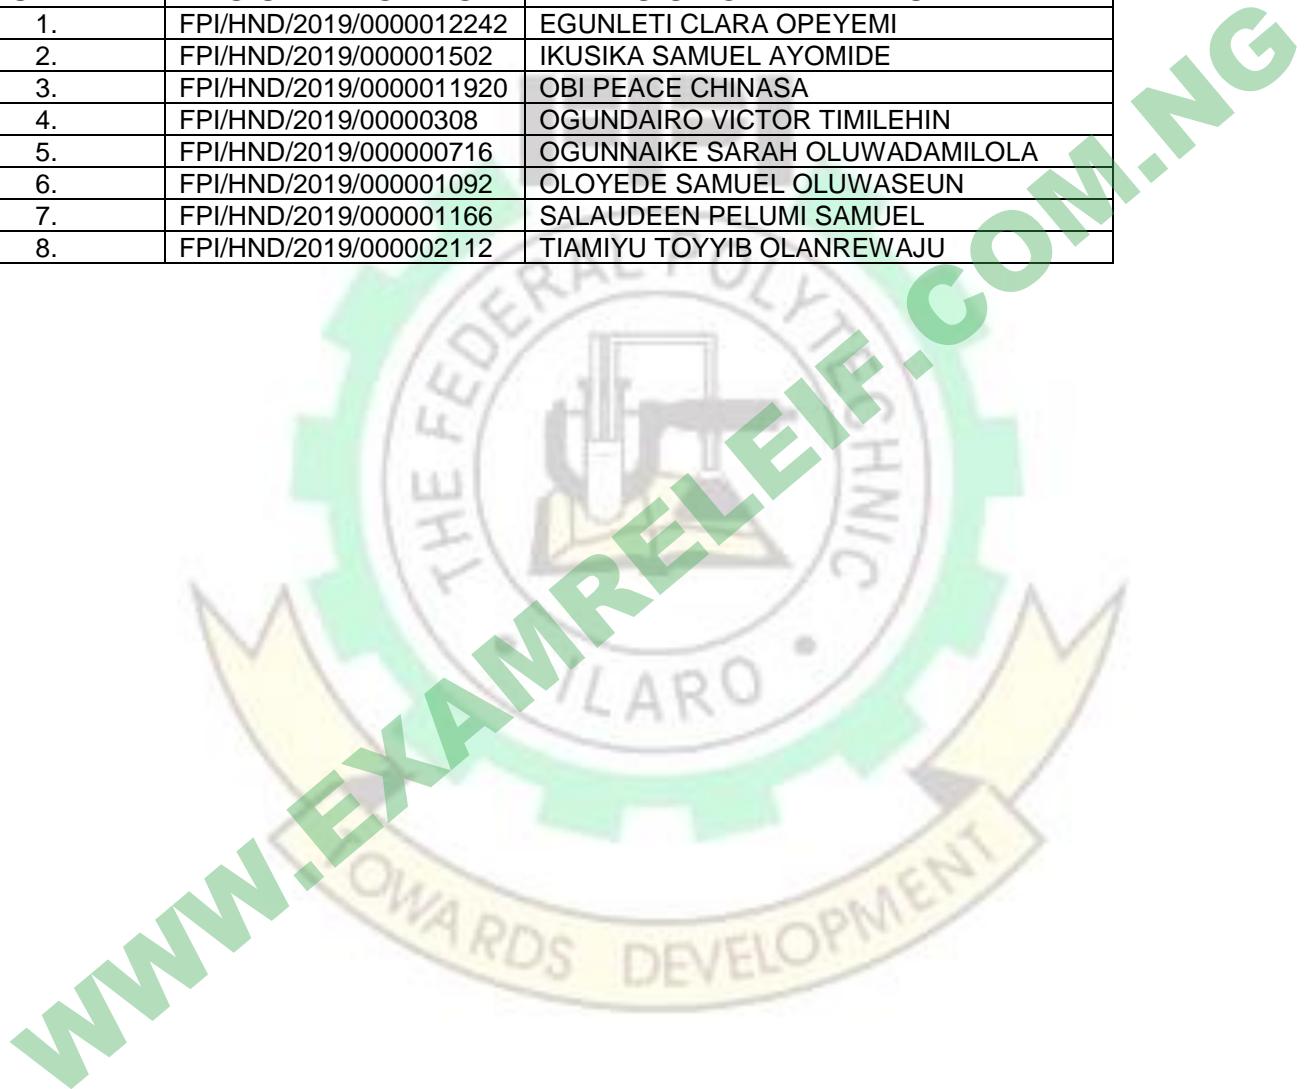 1. FPI/HND/2019/0000012242 EGUNLETI CLARA OPEYEMI
2. FPI/HND/2019/000001502 IKUSIKA SAMUEL AYOMIDE
3. FPI/HND/2019/0000011920 OBI PEACE CHINASA
4. FPI/HND/2019/00000308 OGUNDAIRO VICTOR TIMILEHIN
5. FPI/HND/2019/000000716 OGUNNAIKE SARAH OLUWADAMILOLA
6. FPI/HND/2019/000001092 OLOYEDE SAMUEL OLUWASEUN
7. FPI/HND/2019/000001166 SALAUDEEN PELUMI SAMUEL
8. FPI/HND/2019/000002112 TIAMIYU TOYYIB OLANREWAJU
FPI
THE FEDERAL POLYTECHNIC
• ILARO •
TOWARDS DEVELOPMENT
WWW.EXAMRELEIF.COM.NG